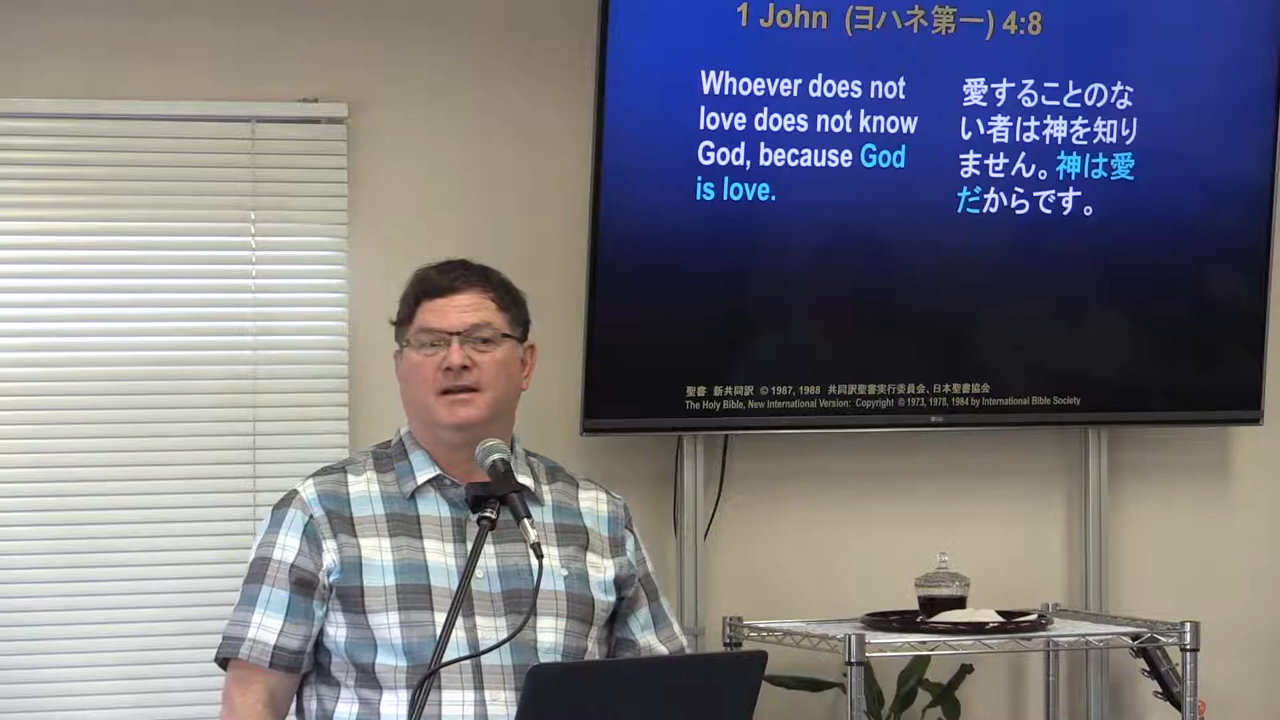 1 John (ヨハネ第一) 4:8
Whoever does not
love does not know
God, because God
is love.
愛することのな
い者は神を知り
ません。神は愛
だからです。
聖書 新共同訳 © 1987, 1988 共同訳聖書実行委員会、日本聖書協会
The Holy Bible, New International Version: Copyright © 1973, 1978, 1984 by International Bible Society
LG